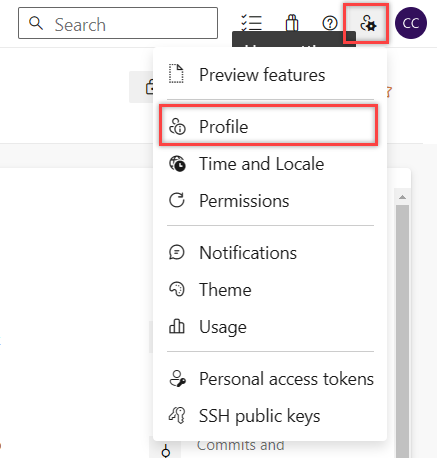 Search
CC
Preview features
Profile
Time and Locale
Permissions
Notifications
Theme
Usage
Personal access tokens
SSH public keys
Commits and